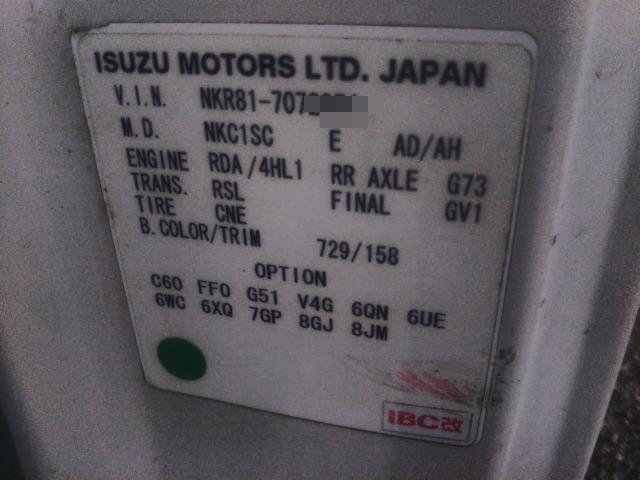 ISUZU MOTORS LTD. JAPAN
V.I.N. NKR81-707
M.D. NKC1SC E AD/AH
ENGINE RDA/4HL1 RR AXLE G73
TRANS. RSL FINAL GV1
TIRE CNE
B.COLOR/TRIM 729/158
OPTION
C60 FF0 G51 V4G 6QN 6UE
6WC 6XQ 7GP 8GJ 8JM
IBC改